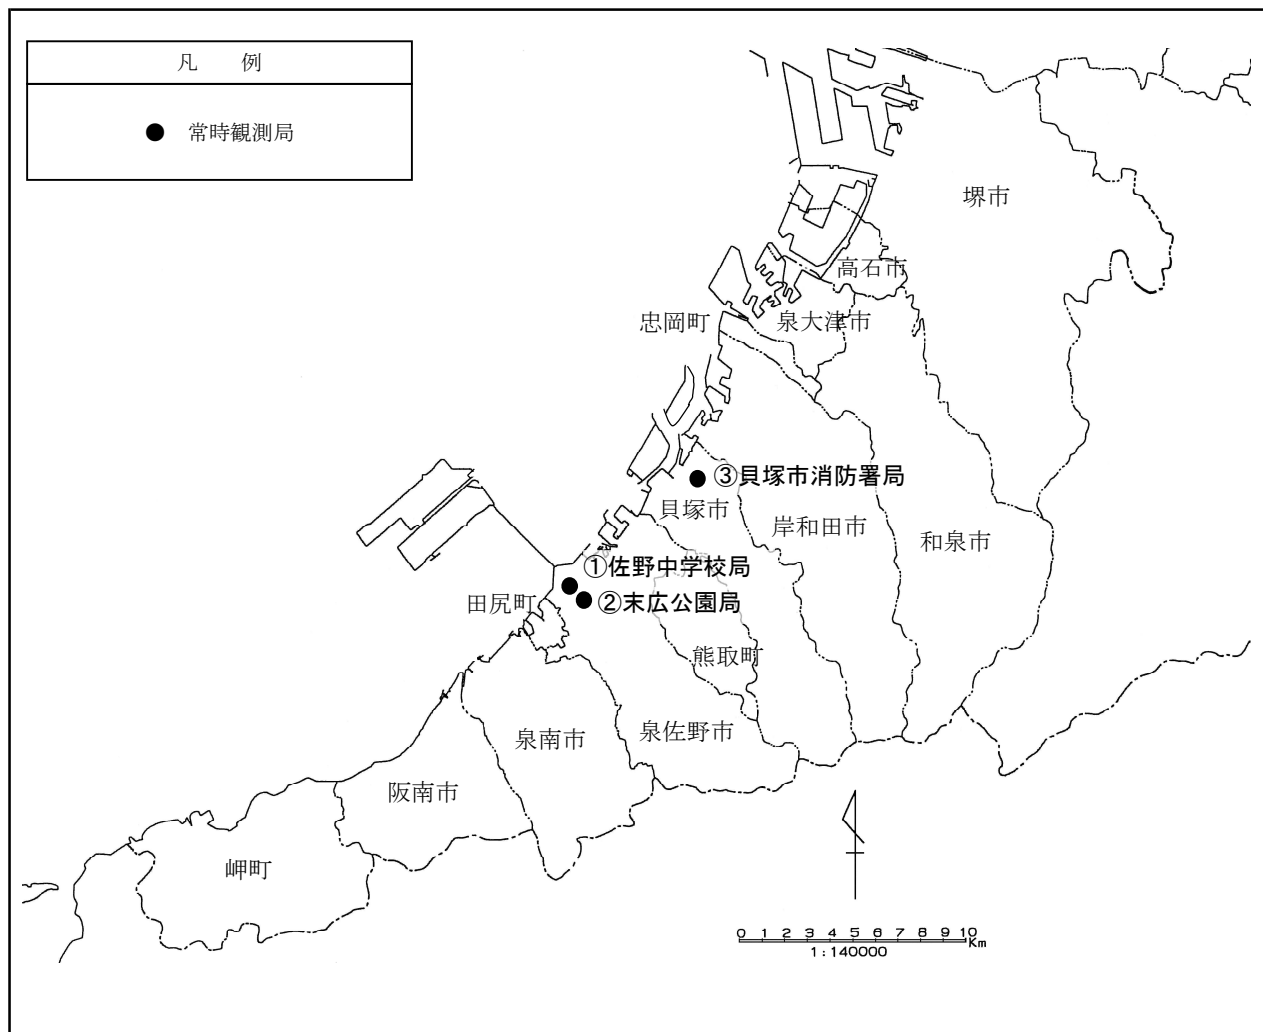 凡 例
常時観測局
堺市
高石市
忠岡町
泉大津市
③貝塚市消防署局
貝塚市
岸和田市
和泉市
①佐野中学校局
田尻町
②末広公園局
熊取町
泉南市
泉佐野市
阪南市
岬町
0 1 2 3 4 5 6 7 8 9 10
Km
1:140000